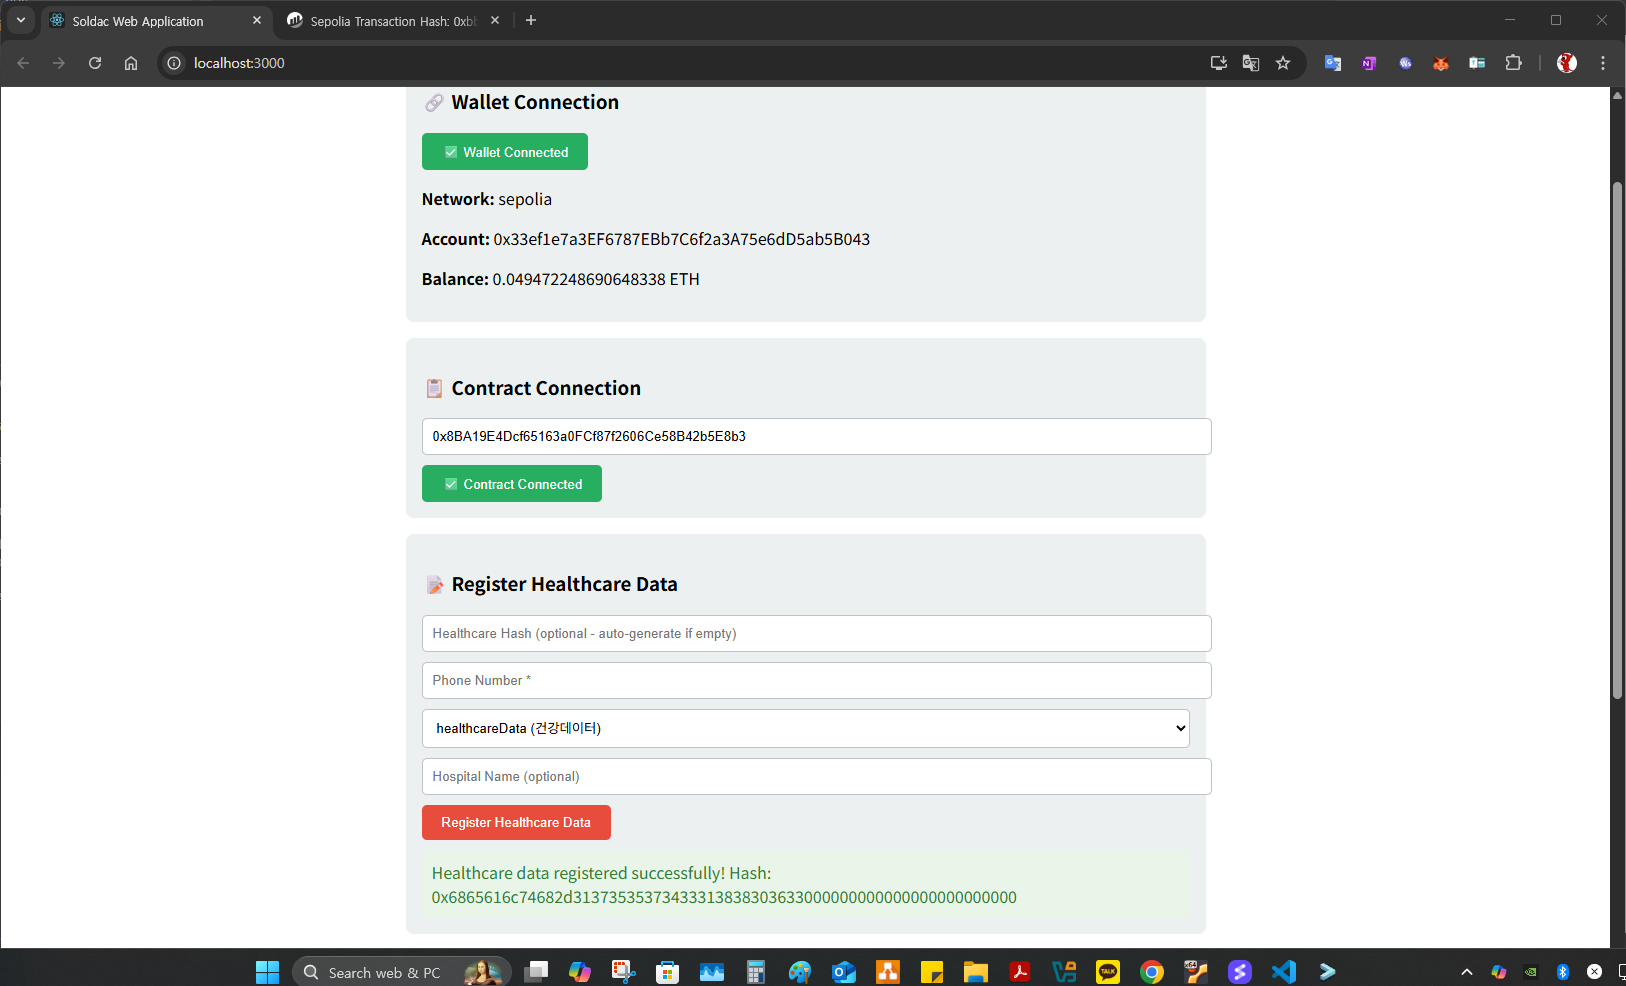 Soldac Web Application
Sepolia Transaction Hash: 0xbb
localhost:3000
Wallet Connection
Wallet Connected
Network: sepolia
Account: 0x33ef1e7a3EF6787EBb7C6f2a3A75e6dD5ab5B043
Balance: 0.049472248690648338 ETH
Contract Connection
0x8BA19E4Dcf65163a0FCf87f2606Ce58B42b5E8b3
Contract Connected
Register Healthcare Data
Healthcare Hash (optional - auto-generate if empty)
Phone Number *
healthcareData (건강데이터)
Hospital Name (optional)
Register Healthcare Data
Healthcare data registered successfully! Hash:
0x6865616c74682d313735353734333138383036330000000000000000000000
Search web & PC